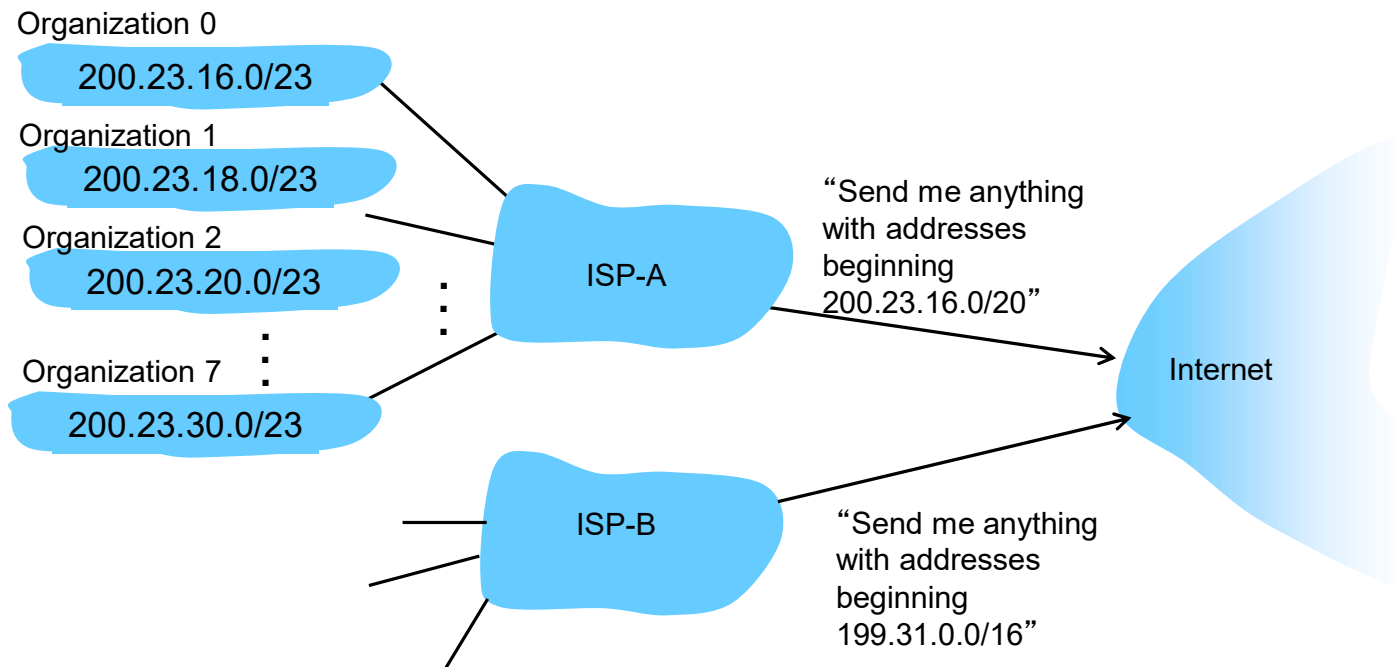 Organization 0
200.23.16.0/23
Organization 1
200.23.18.0/23
Organization 2
200.23.20.0/23
Organization 7
200.23.30.0/23
ISP-A
“Send me anything
with addresses
beginning
200.23.16.0/20”
Internet
ISP-B
“Send me anything
with addresses
beginning
199.31.0.0/16”